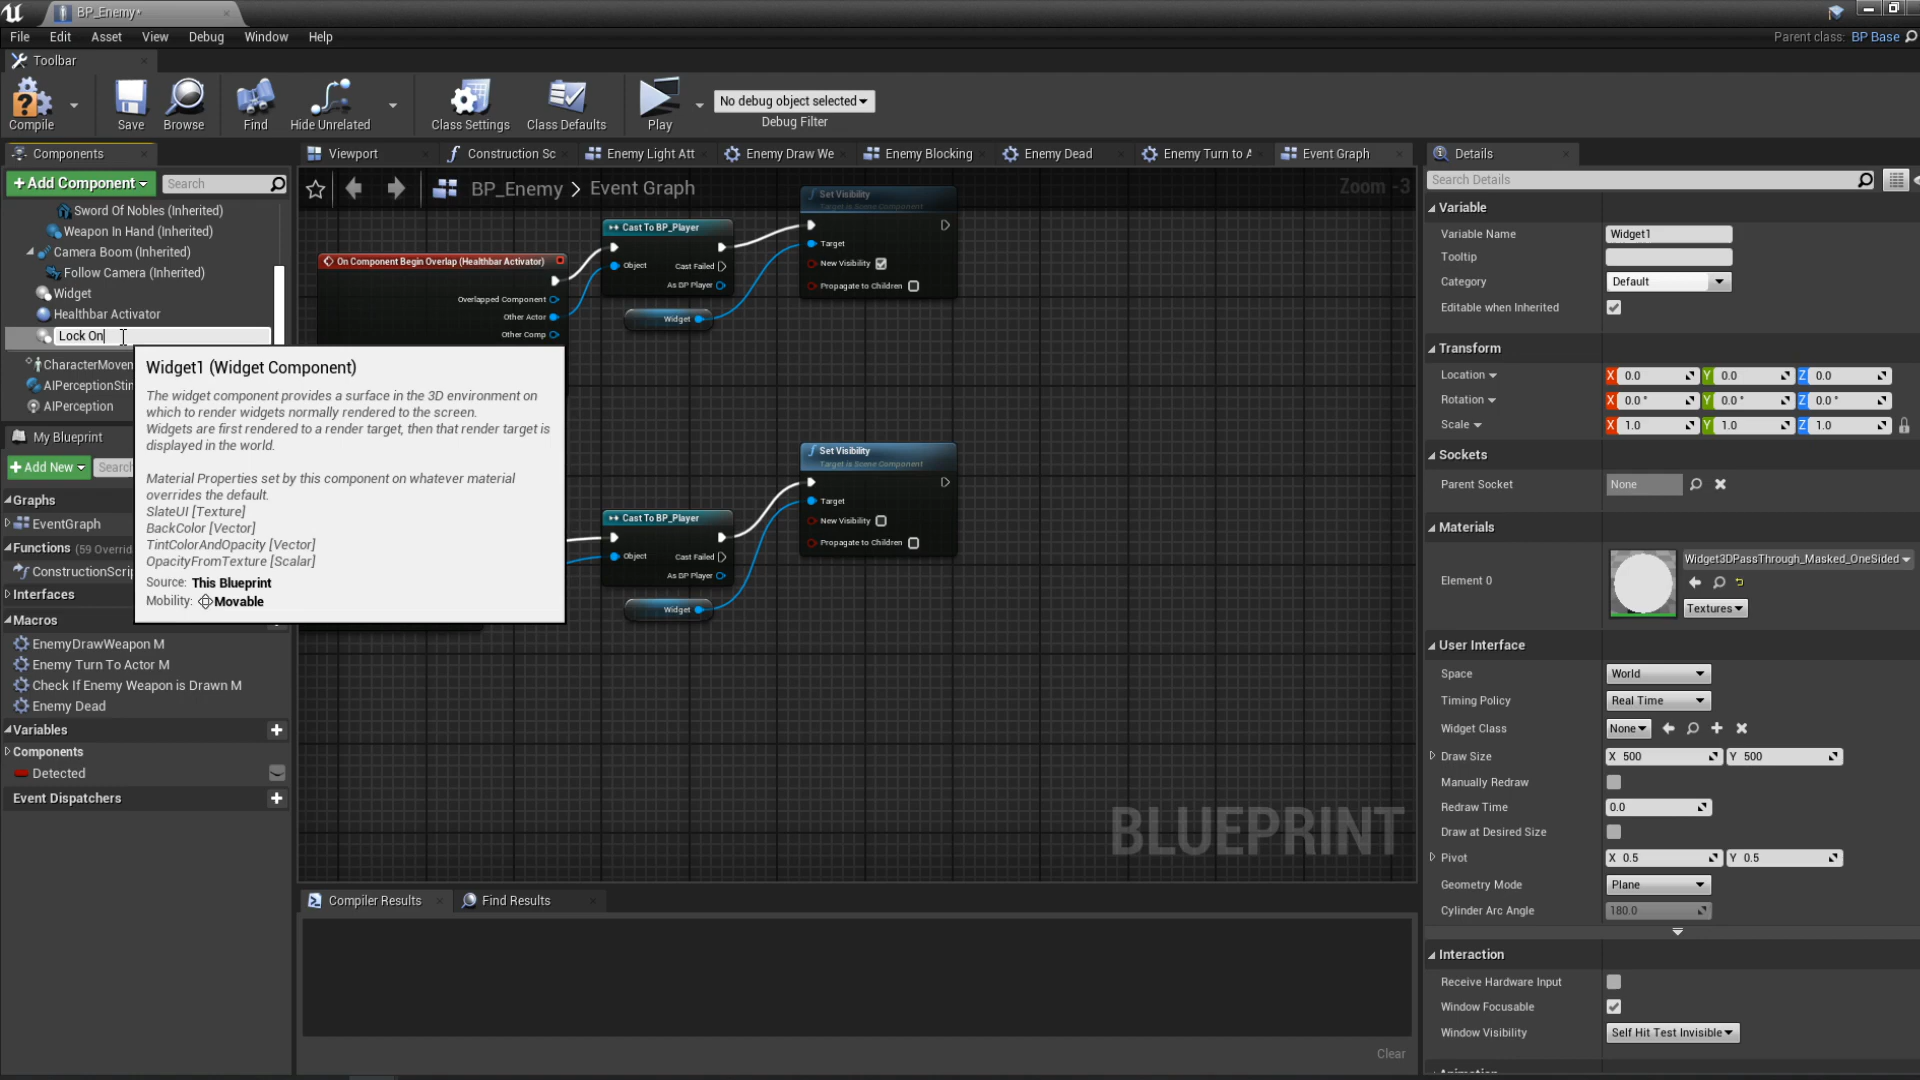 BP_Enemy*
File Edit Asset View Debug Window Help
Parent class: BP Base
Toolbar
Compile
Save
Browse
Find
Hide Unrelated
Class Settings
Class Defaults
Play
No debug object selected
Debug Filter
Components
+Add Component
Search
Sword Of Nobles (Inherited)
Weapon In Hand (Inherited)
Camera Boom (Inherited)
Follow Camera (Inherited)
Widget
Healthbar Activator
Lock On
CharacterMoven
AIPerceptionStin
AIPerception
My Blueprint
+Add New
Search
Graphs
EventGraph
Functions (59 Overrid
ConstructionScrip
Interfaces
Macros
EnemyDrawWeapon M
Enemy Turn To Actor M
Check If Enemy Weapon is Drawn M
Enemy Dead
Variables
Components
Detected
Event Dispatchers
Widget1 (Widget Component)
The widget component provides a surface in the 3D environment on
which to render widgets normally rendered to the screen.
Widgets are first rendered to a render target, then that render target is
displayed in the world.
Material Properties set by this component on whatever material
overrides the default.
SlateUI [Texture]
BackColor [Vector]
TintColorAndOpacity [Vector]
OpacityFromTexture [Scalar]
Source: This Blueprint
Mobility: Movable
Viewport
Construction Sc
Enemy Light Att
Enemy Draw We
Enemy Blocking
Enemy Dead
Enemy Turn to A
Event Graph
BP_Enemy > Event Graph
Zoom -3
On Component Begin Overlap (Healthbar Activator)
Overlapped Component
Other Actor
Other Comp
Cast To BP_Player
Object
Cast Failed
As BP Player
Widget
Set Visibility
Target is Scene Component
Target
New Visibility
Propagate to Children
Cast To BP_Player
Object
Cast Failed
As BP Player
Widget
Set Visibility
Target is Scene Component
Target
New Visibility
Propagate to Children
BLUEPRINT
Compiler Results
Find Results
Clear
Details
Search Details
Variable
Variable Name Widget1
Tooltip
Category Default
Editable when Inherited
Transform
Location X 0.0 Y 0.0 Z 0.0
Rotation X 0.0 ° Y 0.0 ° Z 0.0 °
Scale X 1.0 Y 1.0 Z 1.0
Sockets
Parent Socket None
Materials
Element 0
Widget3DPassThrough_Masked_OneSided
Textures
User Interface
Space World
Timing Policy Real Time
Widget Class None
Draw Size X 500 Y 500
Manually Redraw
Redraw Time 0.0
Draw at Desired Size
Pivot X 0.5 Y 0.5
Geometry Mode Plane
Cylinder Arc Angle 180.0
Interaction
Receive Hardware Input
Window Focusable
Window Visibility Self Hit Test Invisible